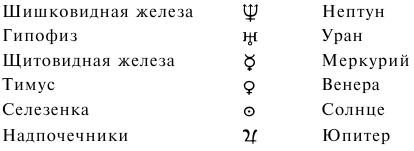 Шишковидная железа ♆ Нептун
Гипофиз ♅ Уран
Щитовидная железа ☿ Меркурий
Тимус ♀ Венера
Селезенка ☉ Солнце
Надпочечники ♃ Юпитер